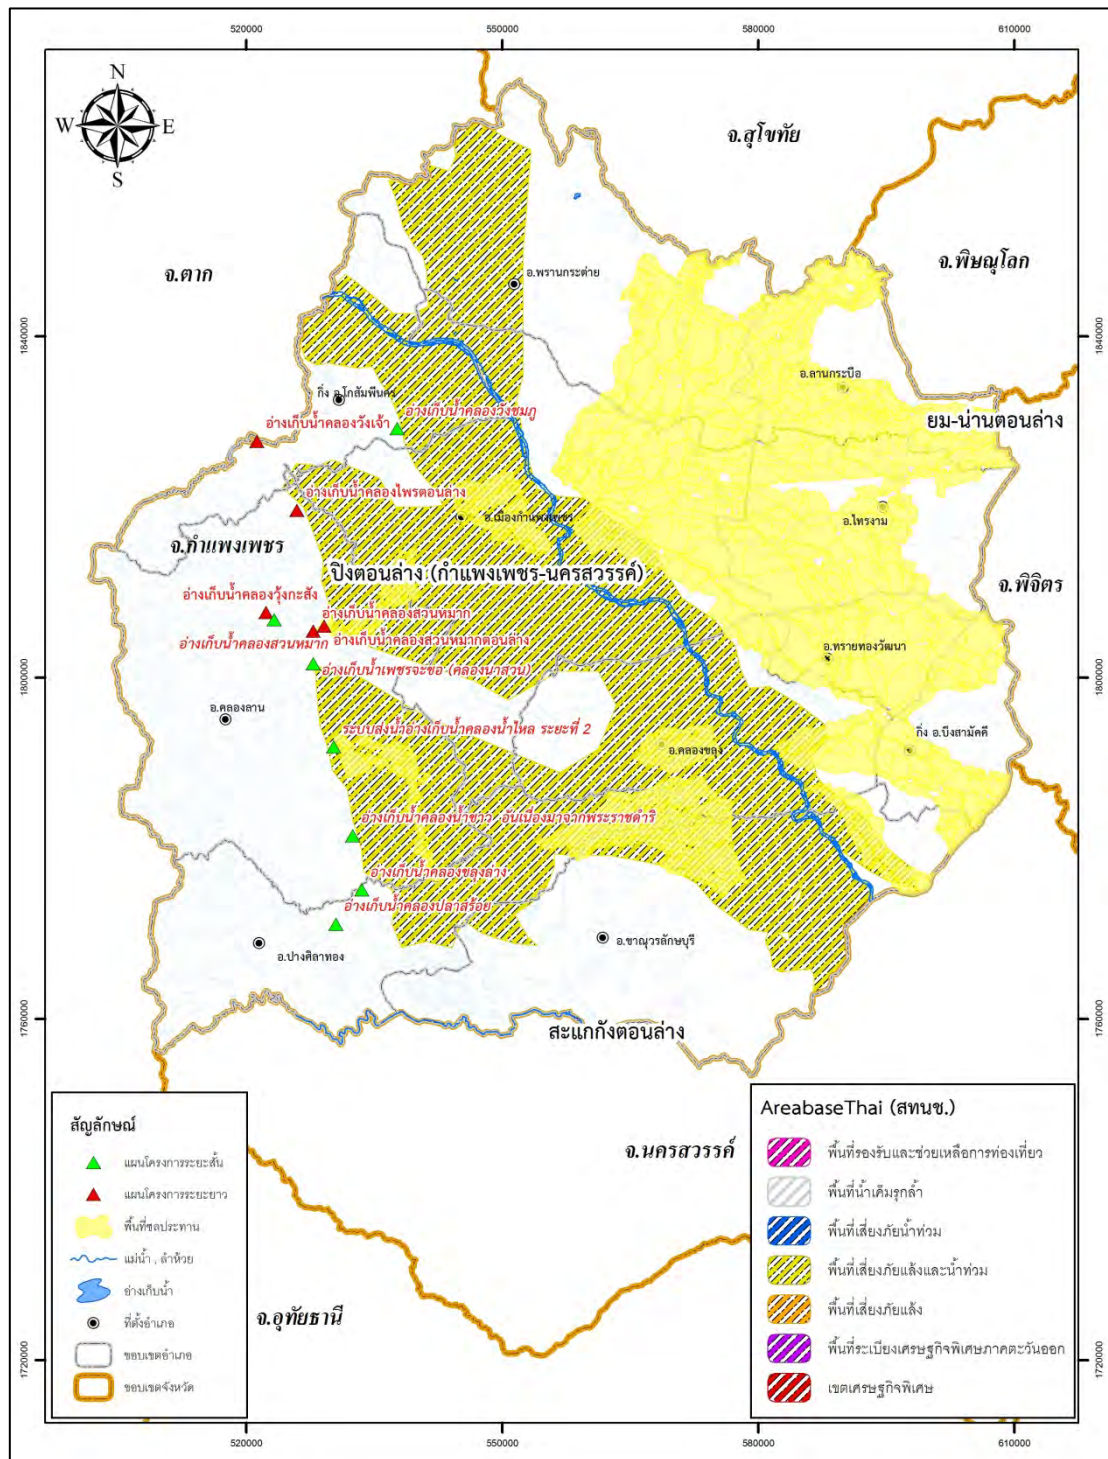 520000
550000
580000
610000
N
W
E
S
จ.สุโขทัย
จ.ตาก
จ.พิษณุโลก
อ.พรานกระต่าย
1840000
1840000
อ.ลานกระบือ
กิ่ง อ.โกสัมพีนคร
อ่างเก็บน้ำคลองวังชมภู
อ่างเก็บน้ำคลองวังเจ้า
ยม-น่านตอนล่าง
อ่างเก็บน้ำคลองไพรตอนล่าง
อ.เมืองกำแพงเพชร
อ.ไทรงาม
จ.กำแพงเพชร
ปิงตอนล่าง (กำแพงเพชร-นครสวรรค์)
จ.พิจิตร
อ่างเก็บน้ำคลองวุ้งกะสัง
อ่างเก็บน้ำคลองสวนหมาก
อ่างเก็บน้ำคลองสวนหมาก
อ่างเก็บน้ำคลองสวนหมากตอนล่าง
อ.ทรายทองวัฒนา
อ่างเก็บน้ำเพชรจะขอ (คลองนาสวน)
1800000
1800000
อ.คลองลาน
ระบบส่งน้ำอ่างเก็บน้ำคลองน้ำไหล ระยะที่ 2
กิ่ง อ.บึงสามัคคี
อ.คลองขลุง
อ่างเก็บน้ำคลองน้ำขาว อันเนื่องมาจากพระราชดำริ
อ่างเก็บน้ำคลองขลุงล่าง
อ่างเก็บน้ำคลองปลาสร้อย
อ.ปางศิลาทอง
อ.ขาณุวรลักษบุรี
1760000
1760000
สะแกกังตอนล่าง
จ.นครสวรรค์
จ.อุทัยธานี
สัญลักษณ์
แผนโครงการระยะสั้น
แผนโครงการระยะยาว
พื้นที่ชลประทาน
แม่น้ำ , ลำห้วย
อ่างเก็บน้ำ
ที่ตั้งอำเภอ
ขอบเขตอำเภอ
ขอบเขตจังหวัด
AreabaseThai (สทนช.)
พื้นที่รองรับและช่วยเหลือการท่องเที่ยว
พื้นที่น้ำเค็มรุกล้ำ
พื้นที่เสี่ยงภัยน้ำท่วม
พื้นที่เสี่ยงภัยแล้งและน้ำท่วม
พื้นที่เสี่ยงภัยแล้ง
พื้นที่ระเบียงเศรษฐกิจพิเศษภาคตะวันออก
เขตเศรษฐกิจพิเศษ
1720000
1720000
520000
550000
580000
610000